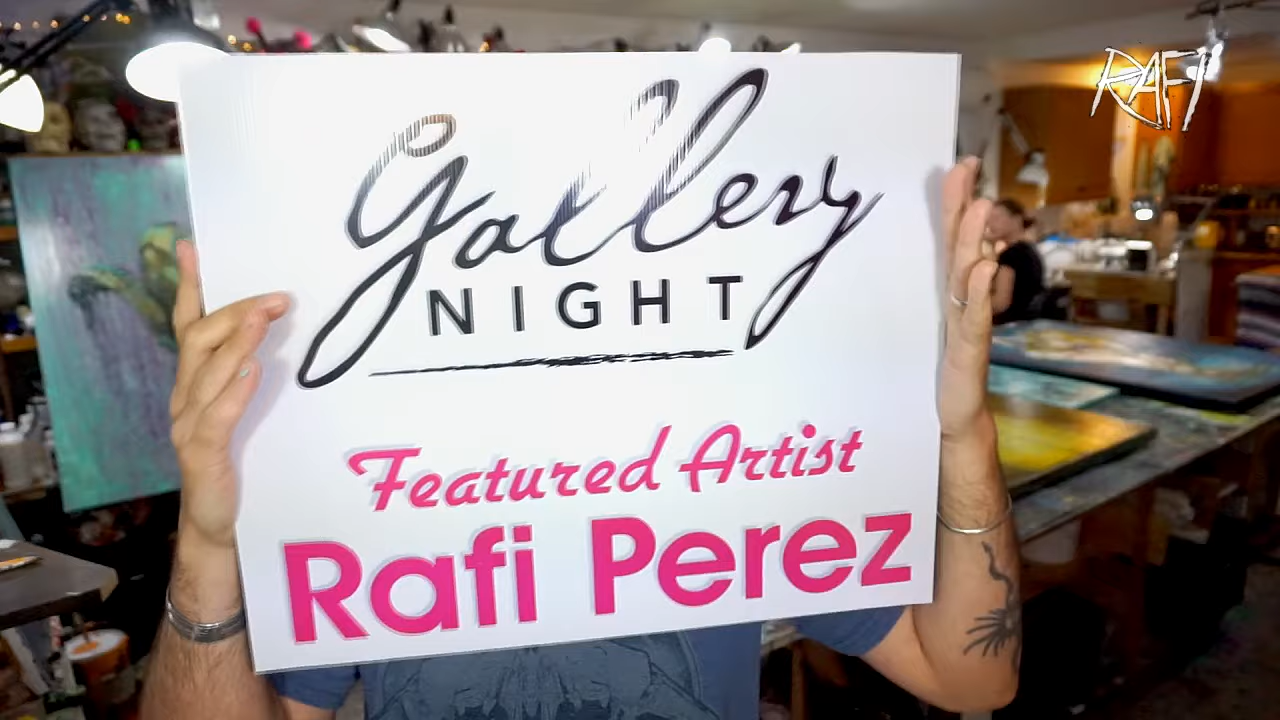 RAFI
gallery
NIGHT
Featured Artist
Rafi Perez